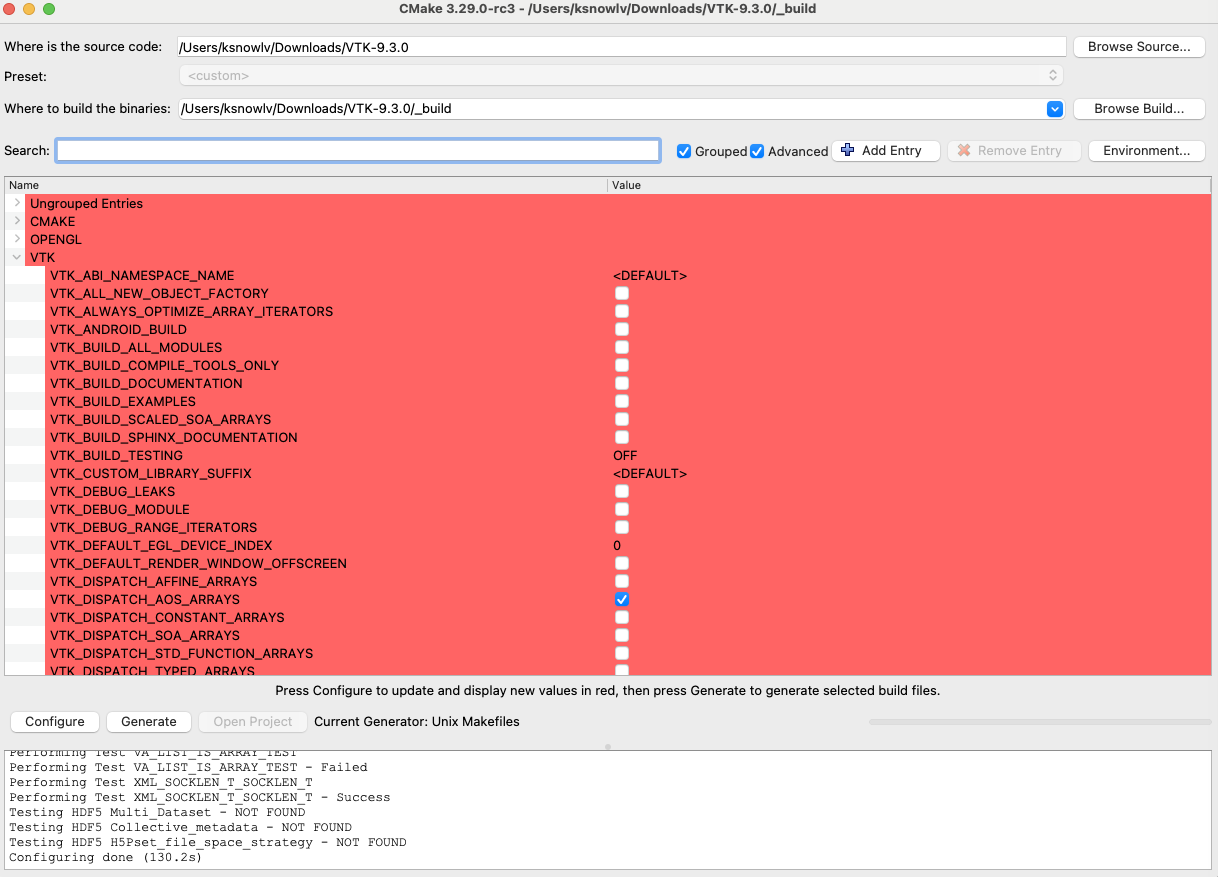 CMake 3.29.0-rc3 - /Users/ksnowlv/Downloads/VTK-9.3.0/_build
Where is the source code: /Users/ksnowlv/Downloads/VTK-9.3.0 Browse Source...
Preset: <custom>
Where to build the binaries: /Users/ksnowlv/Downloads/VTK-9.3.0/_build Browse Build...
Search: Grouped Advanced Add Entry Remove Entry Environment...
Name Value
Ungrouped Entries
CMAKE
OPENGL
VTK
VTK_ABI_NAMESPACE_NAME <DEFAULT>
VTK_ALL_NEW_OBJECT_FACTORY
VTK_ALWAYS_OPTIMIZE_ARRAY_ITERATORS
VTK_ANDROID_BUILD
VTK_BUILD_ALL_MODULES
VTK_BUILD_COMPILE_TOOLS_ONLY
VTK_BUILD_DOCUMENTATION
VTK_BUILD_EXAMPLES
VTK_BUILD_SCALED_SOA_ARRAYS
VTK_BUILD_SPHINX_DOCUMENTATION
VTK_BUILD_TESTING OFF
VTK_CUSTOM_LIBRARY_SUFFIX <DEFAULT>
VTK_DEBUG_LEAKS
VTK_DEBUG_MODULE
VTK_DEBUG_RANGE_ITERATORS
VTK_DEFAULT_EGL_DEVICE_INDEX 0
VTK_DEFAULT_RENDER_WINDOW_OFFSCREEN
VTK_DISPATCH_AFFINE_ARRAYS
VTK_DISPATCH_AOS_ARRAYS
VTK_DISPATCH_CONSTANT_ARRAYS
VTK_DISPATCH_SOA_ARRAYS
VTK_DISPATCH_STD_FUNCTION_ARRAYS
VTK_DISPATCH_TYPED_ARRAYS
Press Configure to update and display new values in red, then press Generate to generate selected build files.
Configure Generate Open Project Current Generator: Unix Makefiles
Performing Test VA_LIST_IS_ARRAY_TEST
Performing Test VA_LIST_IS_ARRAY_TEST - Failed
Performing Test XML_SOCKLEN_T_SOCKLEN_T
Performing Test XML_SOCKLEN_T_SOCKLEN_T - Success
Testing HDF5 Multi_Dataset - NOT FOUND
Testing HDF5 Collective_metadata - NOT FOUND
Testing HDF5 H5Pset_file_space_strategy - NOT FOUND
Configuring done (130.2s)